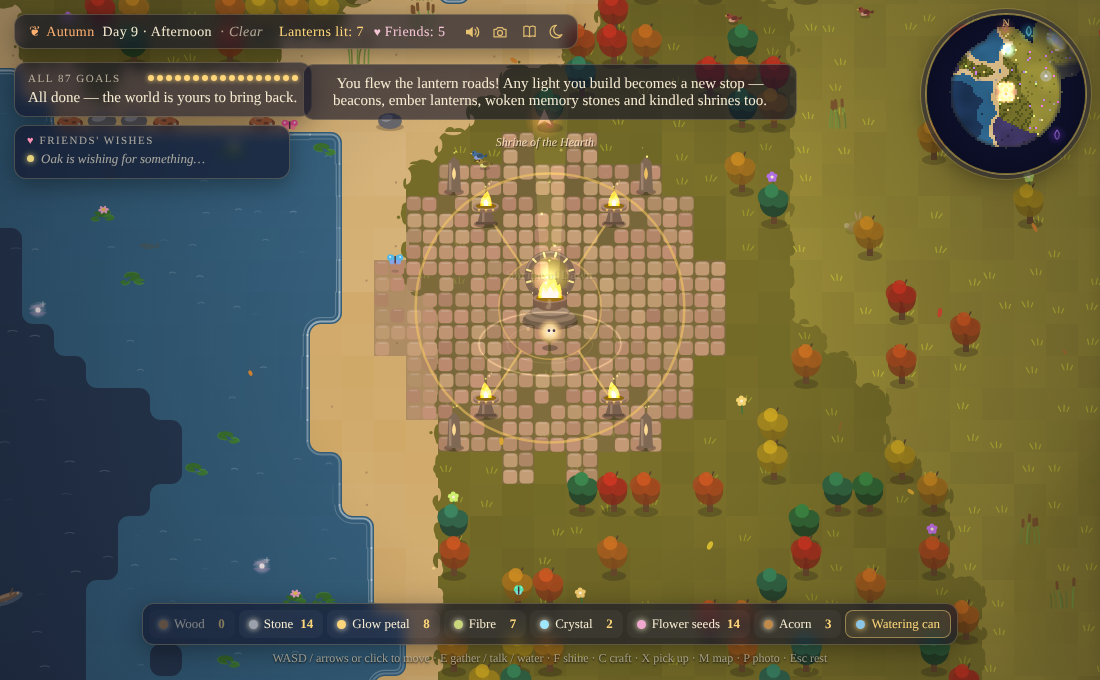 Autumn Day 9 · Afternoon · Clear Lanterns lit: 7 ♥ Friends: 5
ALL 87 GOALS
All done — the world is yours to bring back.
You flew the lantern roads! Any light you build becomes a new stop —
beacons, ember lanterns, woken memory stones and kindled shrines too.
♥ FRIENDS' WISHES
Oak is wishing for something…
Shrine of the Hearth
N
Wood 0 Stone 14 Glow petal 8 Fibre 7 Crystal 2 Flower seeds 14 Acorn 3 Watering can
WASD / arrows or click to move · E gather / talk / water · F shine · C craft · X pick up · M map · P photo · Esc rest